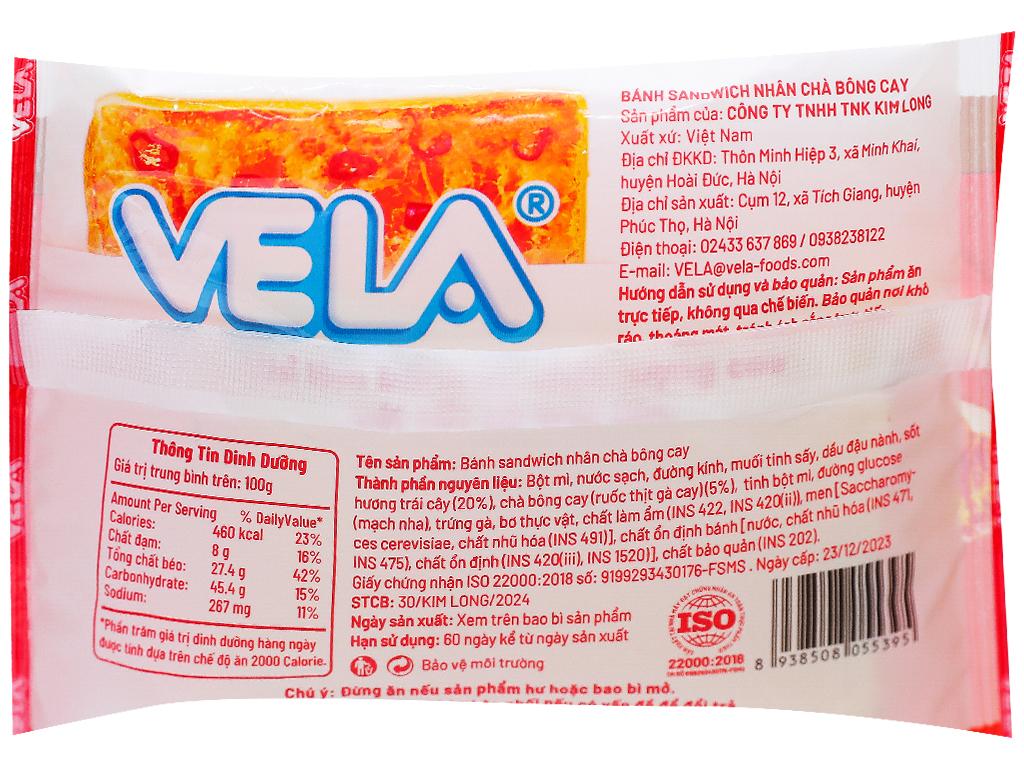 VELA
VELA®
BÁNH SANDWICH NHÂN CHÀ BÔNG CAY
Sản phẩm của: CÔNG TY TNHH TNK KIM LONG
Xuất xứ: Việt Nam
Địa chỉ ĐKKD: Thôn Minh Hiệp 3, xã Minh Khai,
huyện Hoài Đức, Hà Nội
Địa chỉ sản xuất: Cụm 12, xã Tích Giang, huyện
Phúc Thọ, Hà Nội
Điện thoại: 02433 637 869 / 0938238122
E-mail: VELA@vela-foods.com
Hướng dẫn sử dụng và bảo quản: Sản phẩm ăn
trực tiếp, không qua chế biến. Bảo quản nơi khô
ráo, thoáng mát, tránh ánh nắng trực tiếp
Thông Tin Dinh Dưỡng
Giá trị trung bình trên: 100g
Amount Per Serving % DailyValue*
Calories: 460 kcal 23%
Chất đạm: 8 g 16%
Tổng chất béo: 27.4 g 42%
Carbonhydrate: 45.4 g 15%
Sodium: 267 mg 11%
*Phần trăm giá trị dinh dưỡng hàng ngày
được tính dựa trên chế độ ăn 2000 Calorie.
Tên sản phẩm: Bánh sandwich nhân chà bông cay
Thành phần nguyên liệu: Bột mì, nước sạch, đường kính, muối tinh sấy, dầu đậu nành, sốt
hương trái cây (20%), chà bông cay (ruốc thịt gà cay) (5%), tinh bột mì, đường glucose
(mạch nha), trứng gà, bơ thực vật, chất làm ẩm (INS 422, INS 420(ii)), men [Saccharomy-
ces cerevisiae, chất nhũ hóa (INS 491)], chất ổn định bánh [nước, chất nhũ hóa (INS 471,
INS 475), chất ổn định (INS 420(iii), INS 1520)], chất bảo quản (INS 202).
Giấy chứng nhận ISO 22000:2018 số: 9199293430176-FSMS . Ngày cấp: 23/12/2023
STCB: 30/KIM LONG/2024
Ngày sản xuất: Xem trên bao bì sản phẩm
Hạn sử dụng: 60 ngày kể từ ngày sản xuất
Bảo vệ môi trường
ISO
22000:2018
8 938508 055395
Chú ý: Đừng ăn nếu sản phẩm hư hoặc bao bì mở.